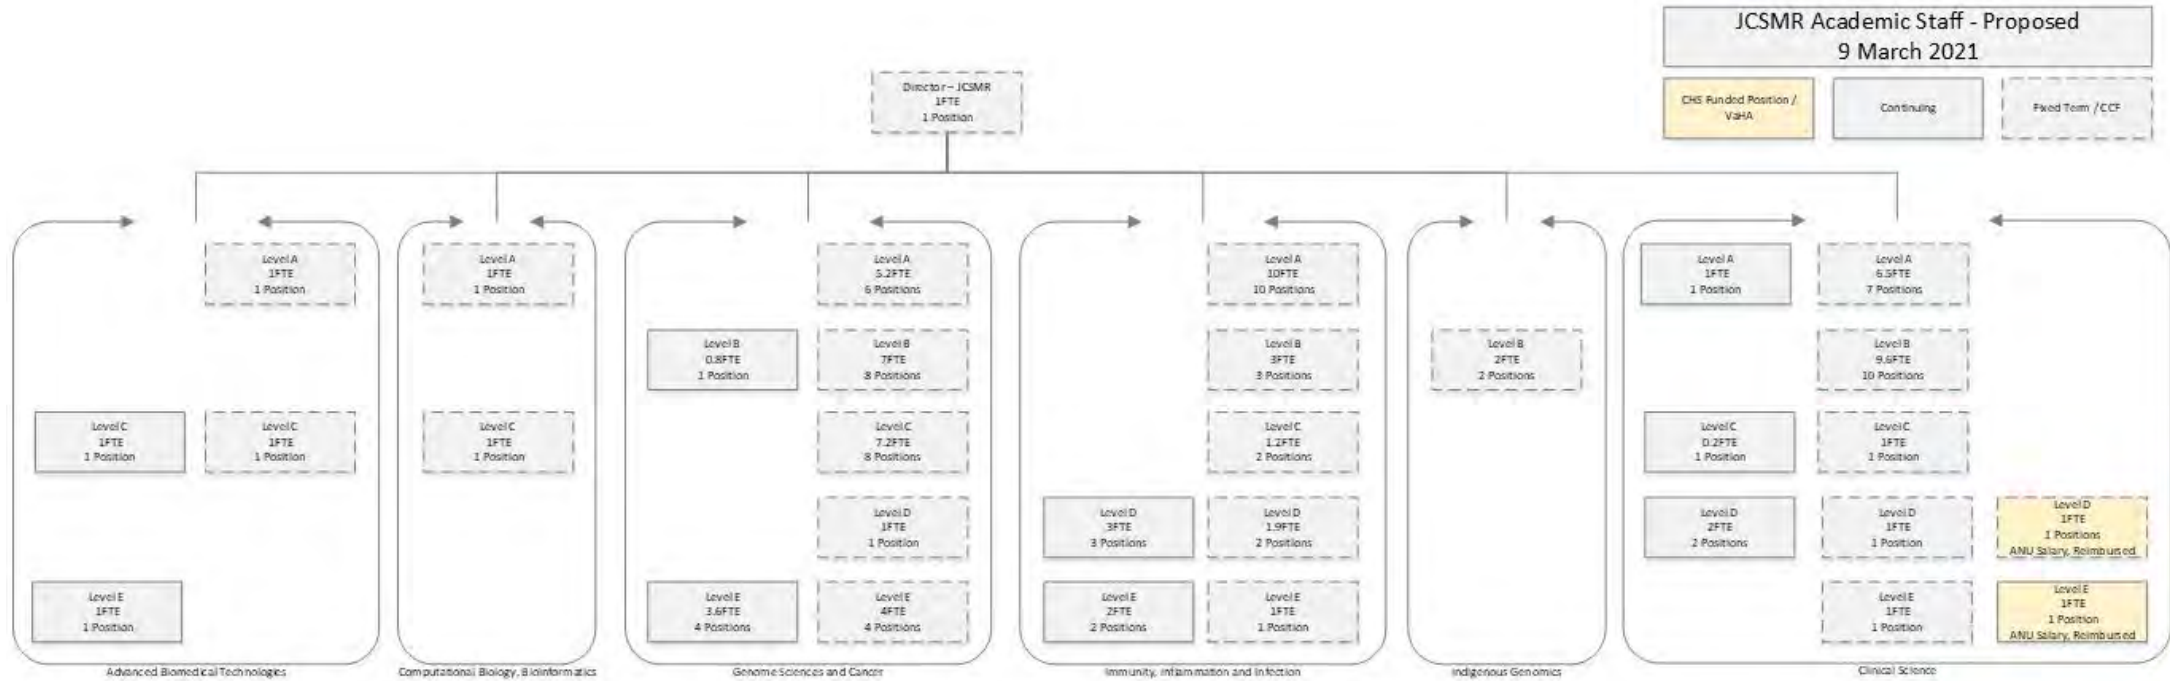 JCSMR Academic Staff - Proposed
9 March 2021
CHS Funded Position /
VaHA
Continuing
Fixed Term / CCF
Director – JCSMR
1FTE
1 Position
Level A
1FTE
1 Position
Level C
1FTE
1 Position
Level C
1FTE
1 Position
Level E
1FTE
1 Position
Advanced Biomedical Technologies
Level A
1FTE
1 Position
Level C
1FTE
1 Position
Computational Biology, Bioinformatics
Level A
5.2FTE
6 Positions
Level B
0.8FTE
1 Position
Level B
7FTE
8 Positions
Level C
7.2FTE
8 Positions
Level D
1FTE
1 Position
Level E
3.6FTE
4 Positions
Level E
4FTE
4 Positions
Genome Sciences and Cancer
Level A
10FTE
10 Positions
Level B
3FTE
3 Positions
Level C
1.2FTE
2 Positions
Level D
3FTE
3 Positions
Level D
1.9FTE
2 Positions
Level E
2FTE
2 Positions
Level E
1FTE
1 Position
Immunity, Inflammation and Infection
Level B
2FTE
2 Positions
Indigenous Genomics
Level A
1FTE
1 Position
Level A
6.5FTE
7 Positions
Level B
9.6FTE
10 Positions
Level C
0.2FTE
1 Position
Level C
1FTE
1 Position
Level D
2FTE
2 Positions
Level D
1FTE
1 Position
Level D
1FTE
1 Positions
ANU Salary, Reimbursed
Level E
1FTE
1 Position
Level E
1FTE
1 Position
ANU Salary, Reimbursed
Clinical Science